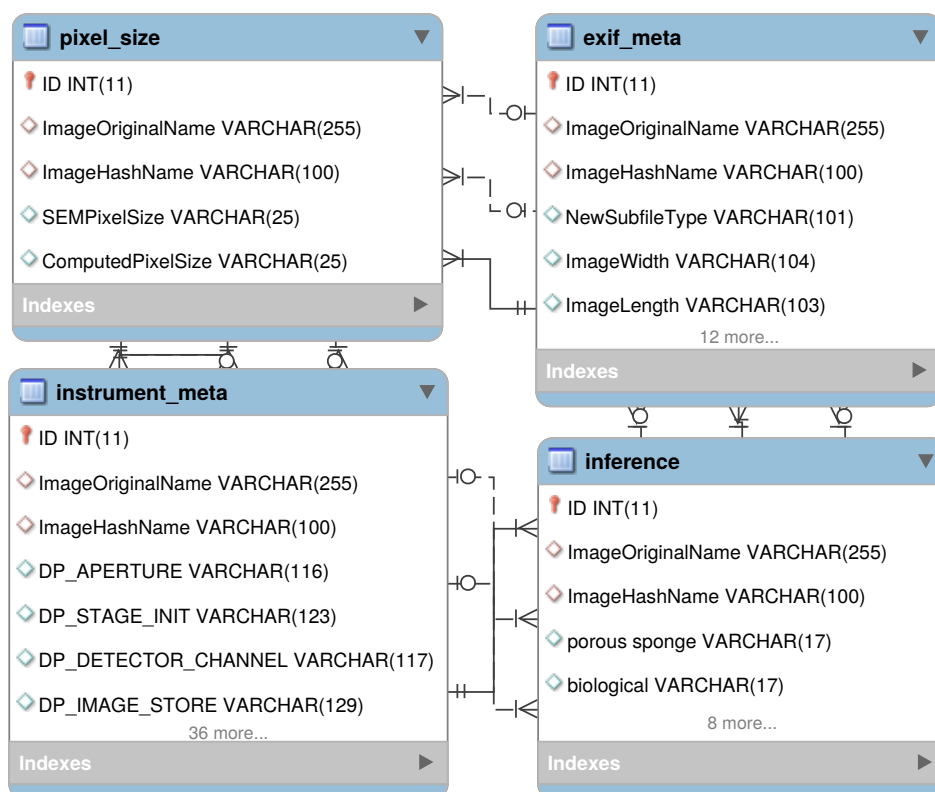 pixel_size
ID INT(11)
ImageOriginalName VARCHAR(255)
ImageHashName VARCHAR(100)
SEMPixelSize VARCHAR(25)
ComputedPixelSize VARCHAR(25)
Indexes
exif_meta
ID INT(11)
ImageOriginalName VARCHAR(255)
ImageHashName VARCHAR(100)
NewSubfileType VARCHAR(101)
ImageWidth VARCHAR(104)
ImageLength VARCHAR(103)
12 more...
Indexes
instrument_meta
ID INT(11)
ImageOriginalName VARCHAR(255)
ImageHashName VARCHAR(100)
DP_APERTURE VARCHAR(116)
DP_STAGE_INIT VARCHAR(123)
DP_DETECTOR_CHANNEL VARCHAR(117)
DP_IMAGE_STORE VARCHAR(129)
36 more...
Indexes
inference
ID INT(11)
ImageOriginalName VARCHAR(255)
ImageHashName VARCHAR(100)
porous sponge VARCHAR(17)
biological VARCHAR(17)
8 more...
Indexes